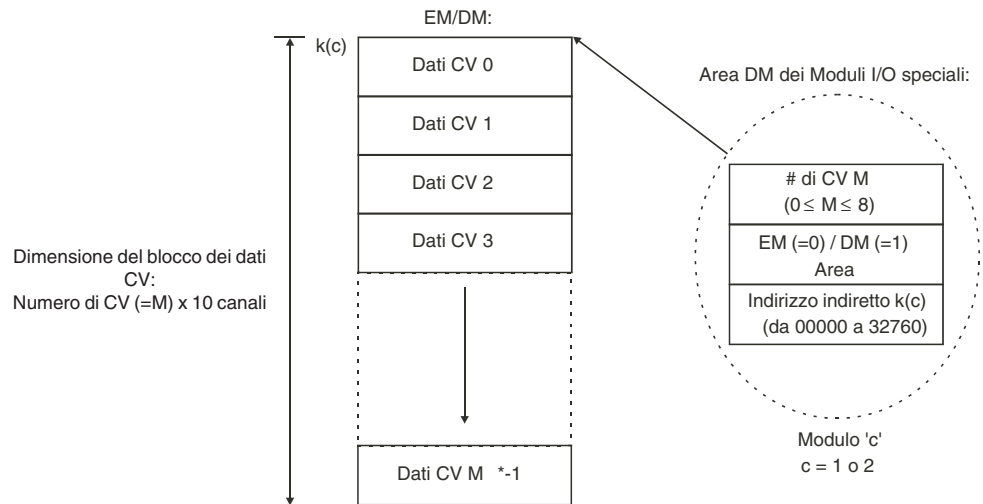 EM/DM:
k(c)
Dati CV 0
Dati CV 1
Dati CV 2
Dati CV 3
Dati CV M *-1
Dimensione del blocco dei dati
CV:
Numero di CV (=M) x 10 canali
Area DM dei Moduli I/O speciali:
# di CV M
(0 ≤ M ≤ 8)
EM (=0) / DM (=1)
Area
Indirizzo indiretto k(c)
(da 00000 a 32760)
Modulo 'c'
c = 1 o 2